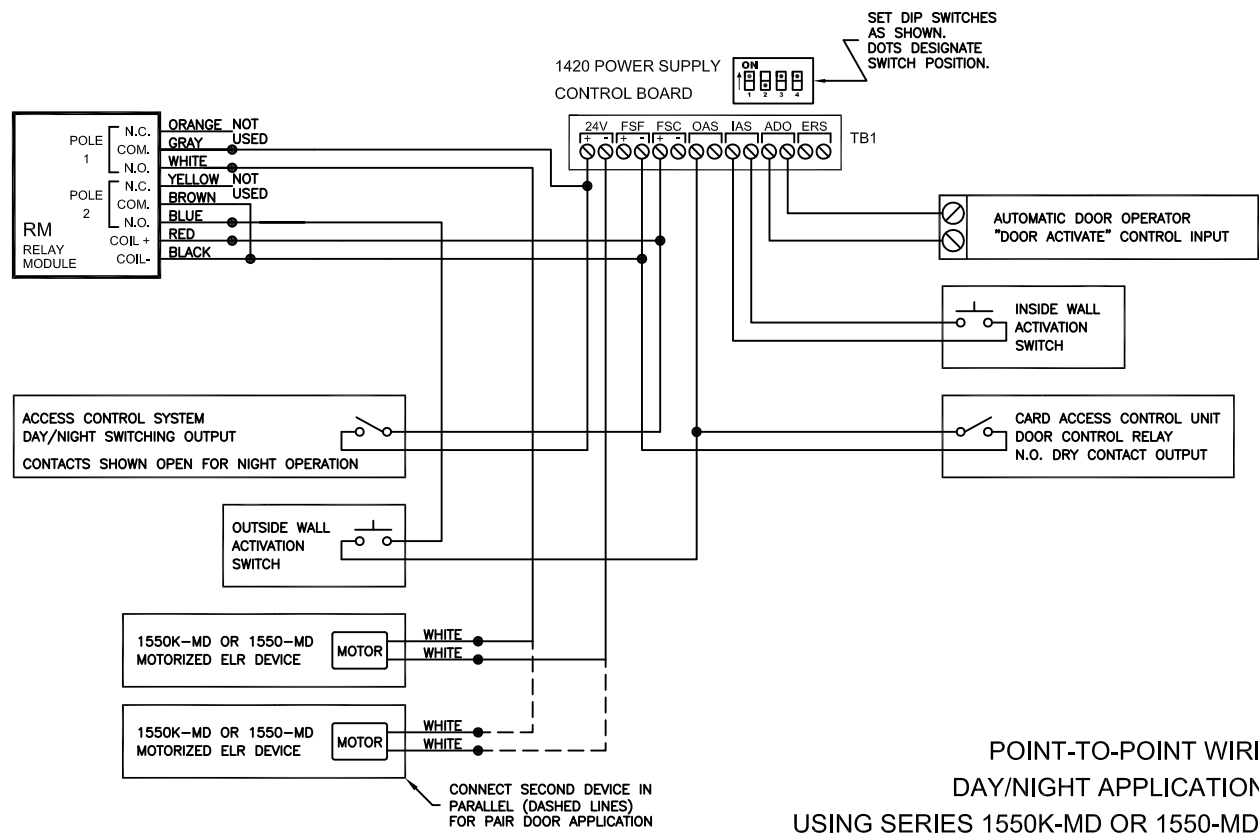 SET DIP SWITCHES
AS SHOWN.
DOTS DESIGNATE
SWITCH POSITION.
1420 POWER SUPPLY
CONTROL BOARD
ON
1 2 3 4
24V FSF FSC OAS IAS ADO ERS
+ - + - + - + -
TB1
POLE 1
N.C. ORANGE NOT USED
COM. GRAY
N.O. WHITE
POLE 2
N.C. YELLOW NOT USED
COM. BROWN
N.O. BLUE
RM
RELAY
MODULE
COIL + RED
COIL- BLACK
AUTOMATIC DOOR OPERATOR
"DOOR ACTIVATE" CONTROL INPUT
INSIDE WALL
ACTIVATION
SWITCH
ACCESS CONTROL SYSTEM
DAY/NIGHT SWITCHING OUTPUT
CONTACTS SHOWN OPEN FOR NIGHT OPERATION
CARD ACCESS CONTROL UNIT
DOOR CONTROL RELAY
N.O. DRY CONTACT OUTPUT
OUTSIDE WALL
ACTIVATION
SWITCH
1550K-MD OR 1550-MD
MOTORIZED ELR DEVICE
MOTOR
WHITE
WHITE
1550K-MD OR 1550-MD
MOTORIZED ELR DEVICE
MOTOR
WHITE
WHITE
CONNECT SECOND DEVICE IN
PARALLEL (DASHED LINES)
FOR PAIR DOOR APPLICATION
POINT-TO-POINT WIRI
DAY/NIGHT APPLICATION
USING SERIES 1550K-MD OR 1550-MD